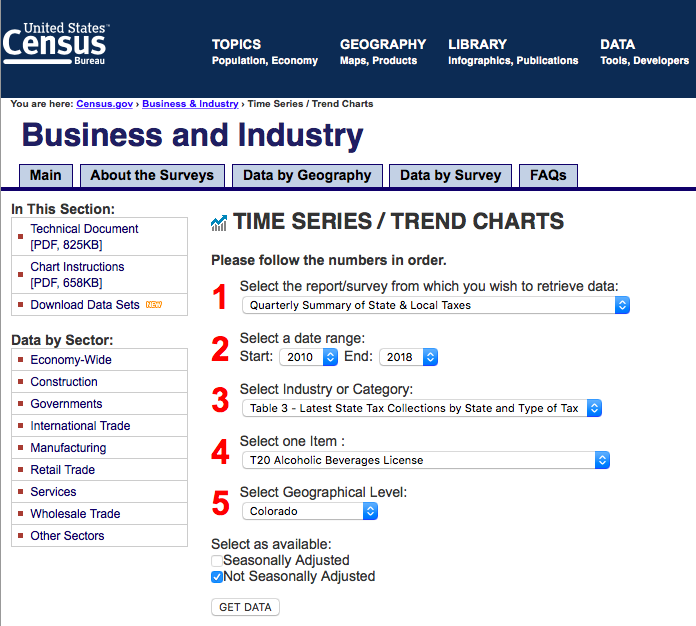 United States™
Census
Bureau
TOPICS
Population, Economy
GEOGRAPHY
Maps, Products
LIBRARY
Infographics, Publications
DATA
Tools, Developers
You are here: Census.gov › Business & Industry › Time Series / Trend Charts
Business and Industry
Main
About the Surveys
Data by Geography
Data by Survey
FAQs
In This Section:
Technical Document
[PDF, 825KB]
Chart Instructions
[PDF, 658KB]
Download Data Sets NEW
Data by Sector:
Economy-Wide
Construction
Governments
International Trade
Manufacturing
Retail Trade
Services
Wholesale Trade
Other Sectors
TIME SERIES / TREND CHARTS
Please follow the numbers in order.
1 Select the report/survey from which you wish to retrieve data:
Quarterly Summary of State & Local Taxes
2 Select a date range:
Start: 2010 End: 2018
3 Select Industry or Category:
Table 3 - Latest State Tax Collections by State and Type of Tax
4 Select one Item :
T20 Alcoholic Beverages License
5 Select Geographical Level:
Colorado
Select as available:
Seasonally Adjusted
Not Seasonally Adjusted
GET DATA